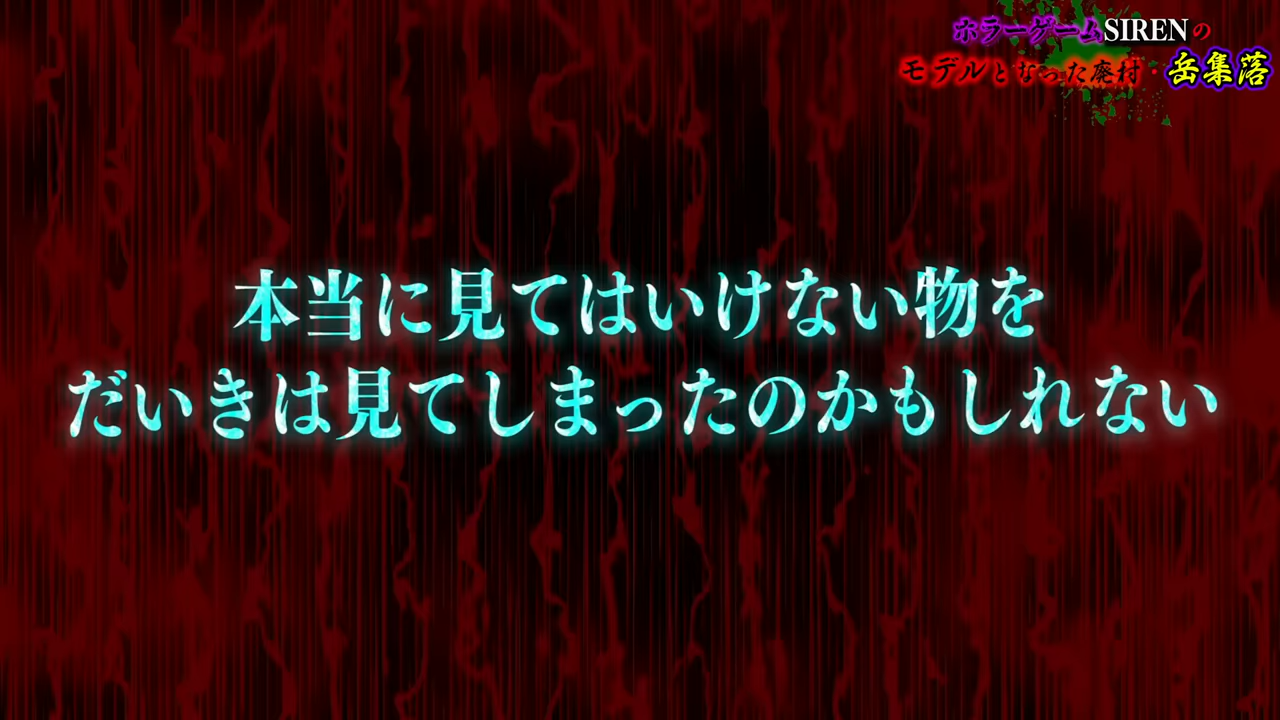 ホラーゲームSIRENの
モデルとなった廃村・岳集落
本当に見てはいけない物を
だいきは見てしまったのかもしれない